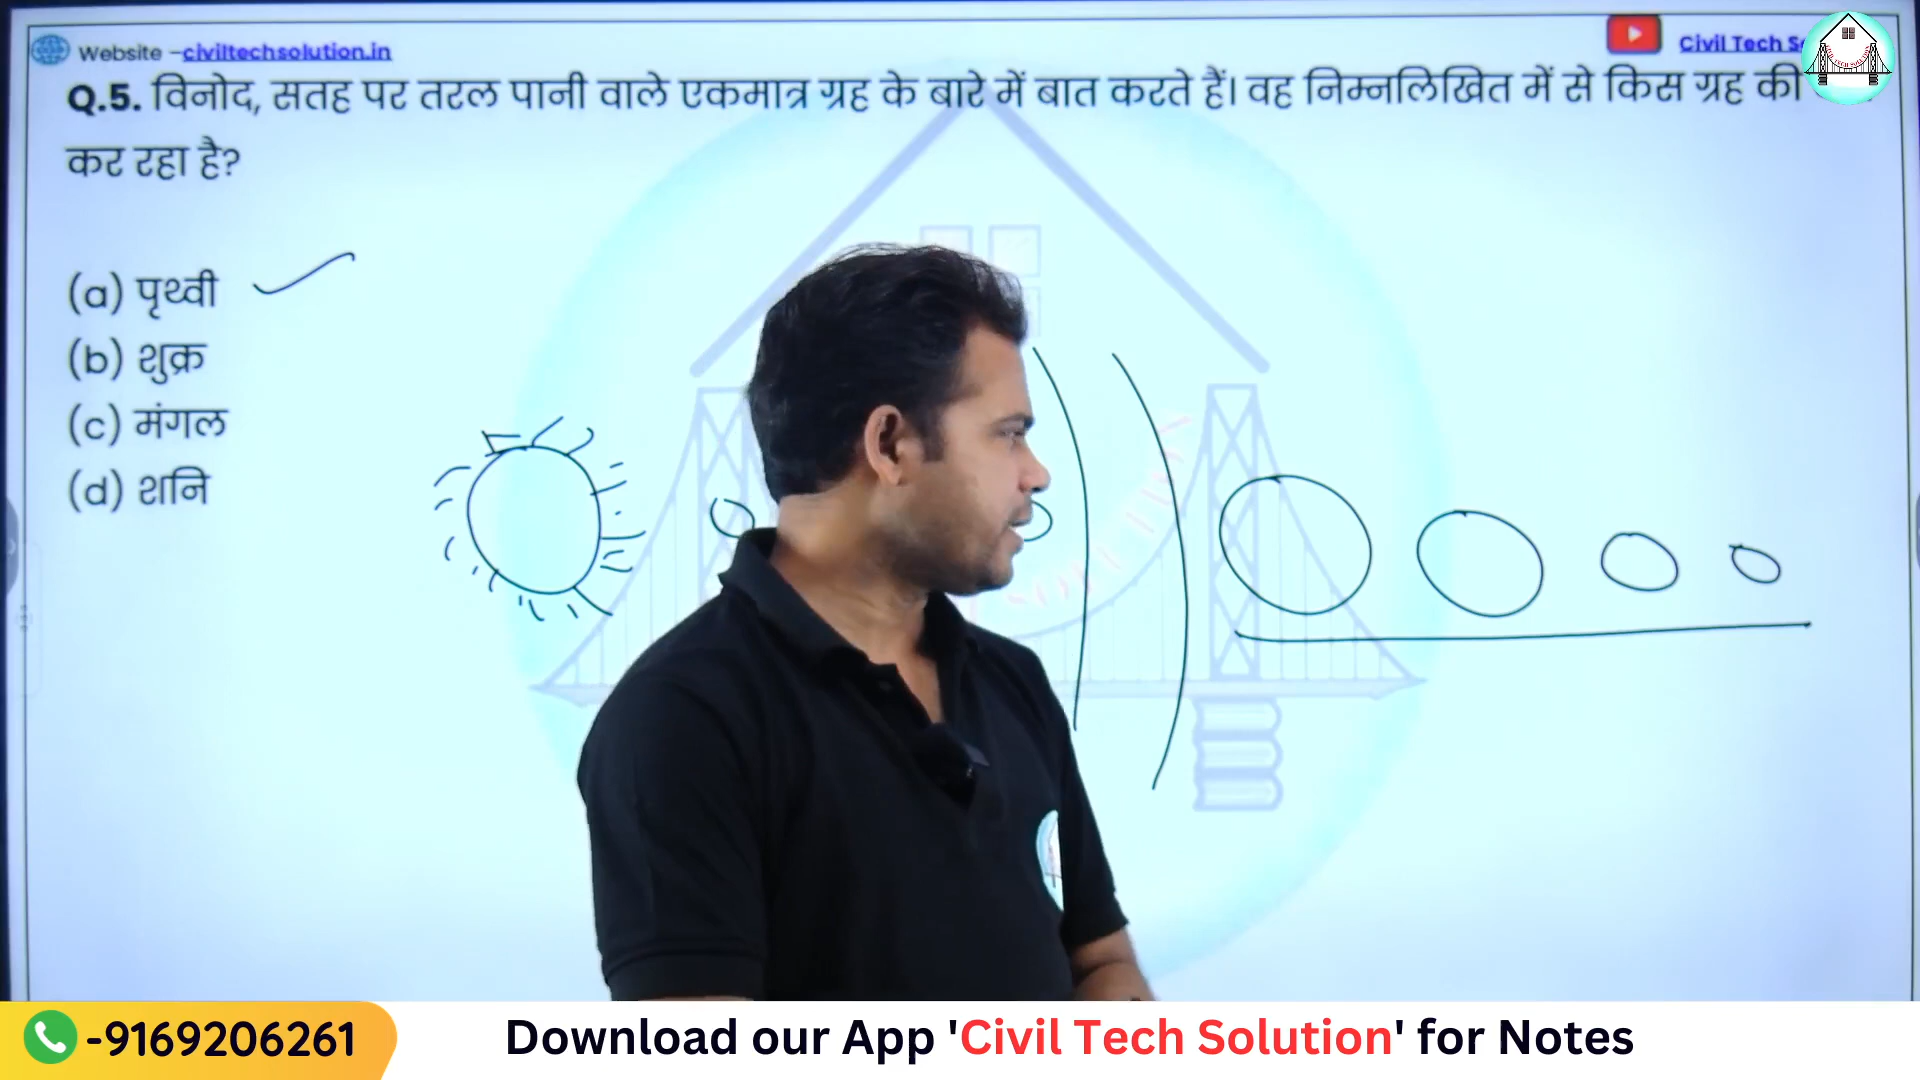 Website –civiltechsolution.in
Civil Tech
Q.5. विनोद, सतह पर तरल पानी वाले एकमात्र ग्रह के बारे में बात करते हैं। वह निम्नलिखित में से किस ग्रह की
कर रहा है?
(a) पृथ्वी
(b) शुक्र
(c) मंगल
(d) शनि
-9169206261
Download our App 'Civil Tech Solution' for Notes